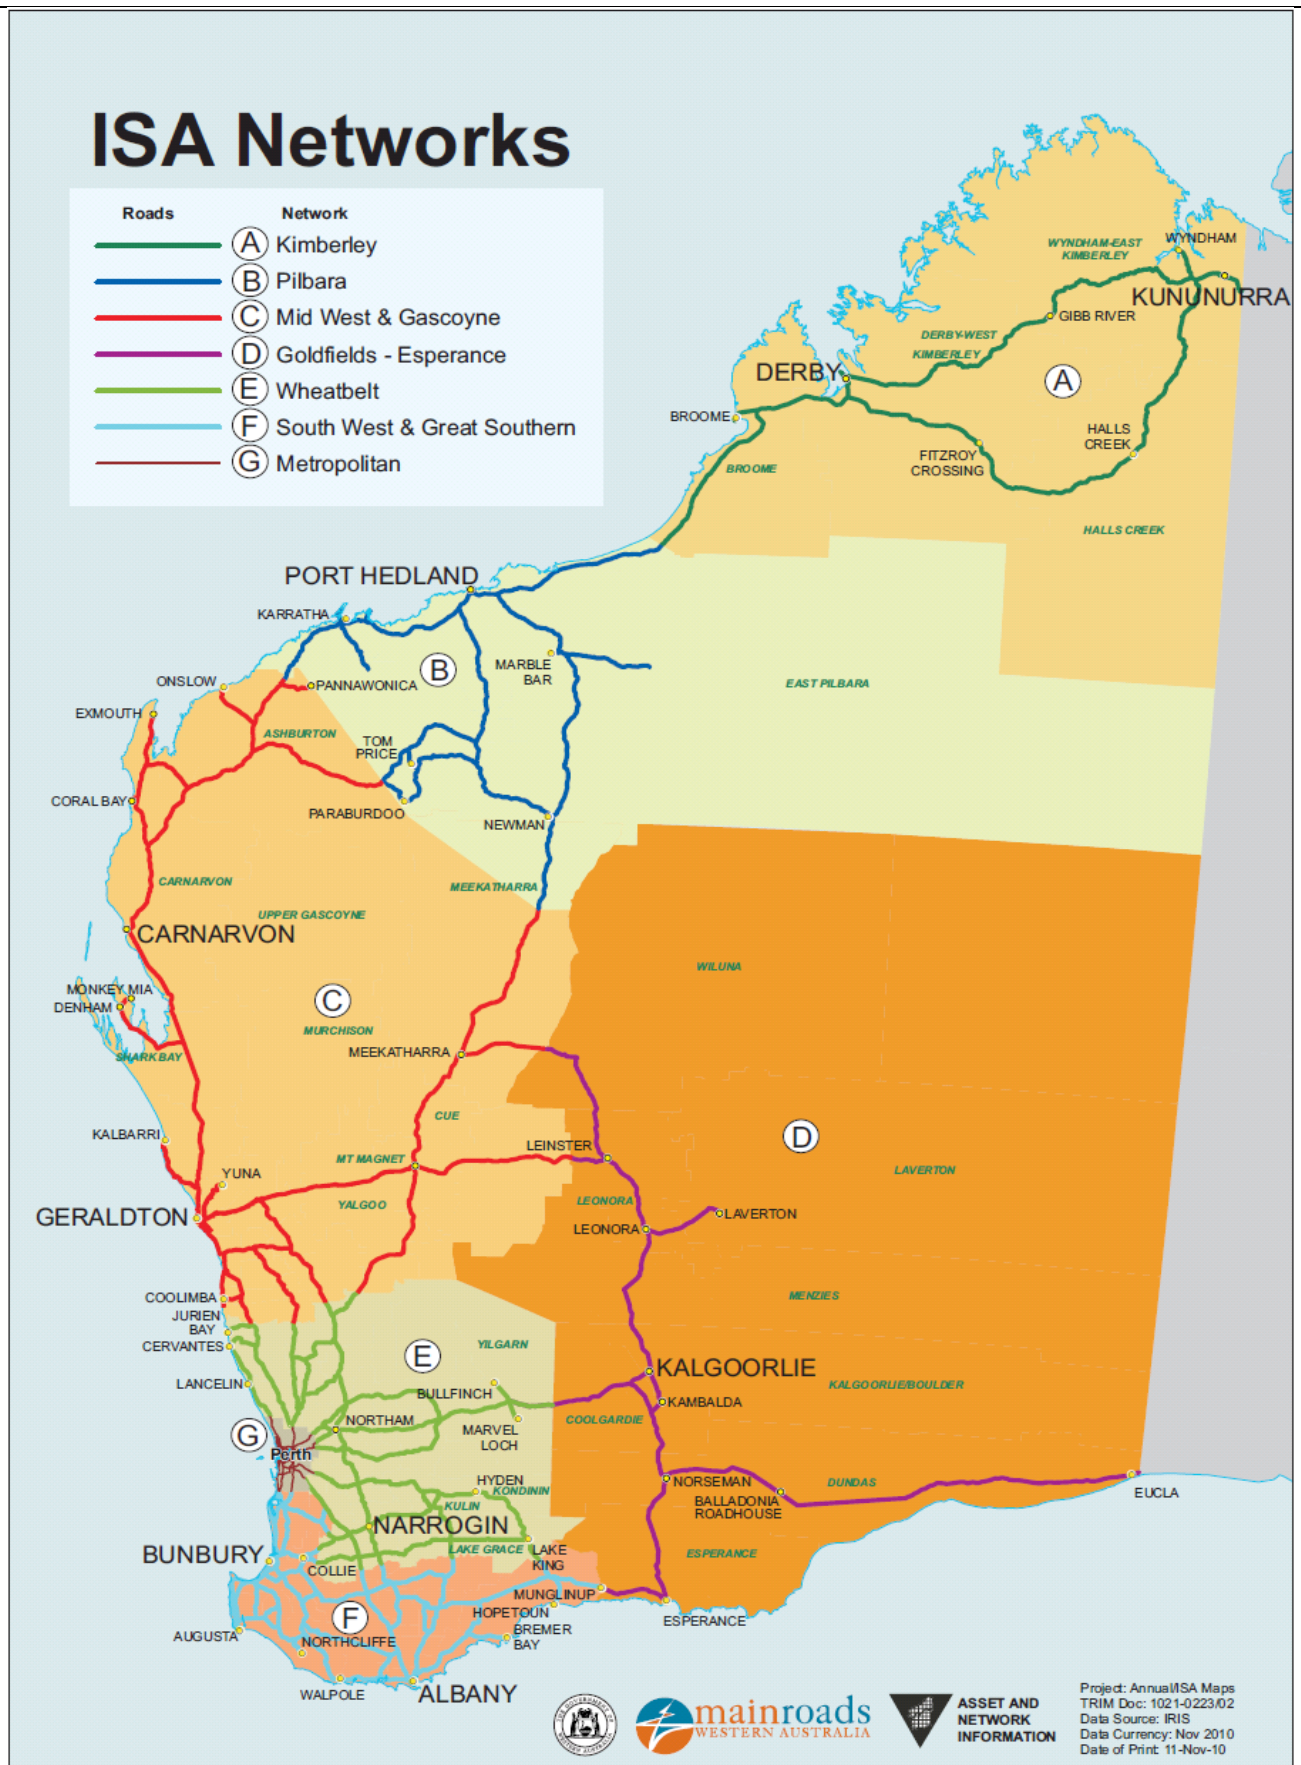 ISA Networks
Roads Network
A Kimberley
B Pilbara
C Mid West & Gascoyne
D Goldfields - Esperance
E Wheatbelt
F South West & Great Southern
G Metropolitan
WYNDHAM-EAST
KIMBERLEY
WYNDHAM
KUNUNURRA
GIBB RIVER
DERBY-WEST
KIMBERLEY
DERBY
A
BROOME
HALLS
CREEK
FITZROY
CROSSING
BROOME
HALLS CREEK
PORT HEDLAND
KARRATHA
B
MARBLE
BAR
ONSLOW
PANNAWONICA
EAST PILBARA
EXMOUTH
ASHBURTON
TOM
PRICE
CORAL BAY
PARABURDOO
NEWMAN
CARNARVON
MEEKATHARRA
UPPER GASCOYNE
CARNARVON
WILUNA
MONKEY MIA
DENHAM
C
MURCHISON
MEEKATHARRA
SHARK BAY
CUE
KALBARRI
LEINSTER
D
YUNA
MT MAGNET
LAVERTON
YALGOO
LEONORA
GERALDTON
LAVERTON
LEONORA
COOLIMBA
MENZIES
JURIEN
BAY
CERVANTES
YILGARN
E
KALGOORLIE
LANCELIN
BULLFINCH
KALGOORLIE/BOULDER
KAMBALDA
NORTHAM
COOLGARDIE
G
MARVEL
LOCH
Perth
HYDEN
KONDININ
NORSEMAN
DUNDAS
EUCLA
KULIN
BALLADONIA
ROADHOUSE
NARROGIN
LAKE GRACE
LAKE
KING
BUNBURY
ESPERANCE
COLLIE
MUNGLINUP
F
HOPETOUN
ESPERANCE
AUGUSTA
BREMER
BAY
NORTHCLIFFE
WALPOLE
ALBANY
THE GOVERNMENT OF
WESTERN AUSTRALIA
mainroads
WESTERN AUSTRALIA
ASSET AND
NETWORK
INFORMATION
Project: Annual/ISA Maps
TRIM Doc: 1021-0223/02
Data Source: IRIS
Data Currency: Nov 2010
Date of Print: 11-Nov-10